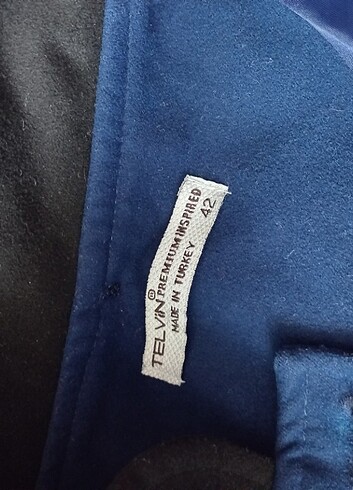 TELViN® PREMIUM INSPIRED
MADE IN TURKEY 42